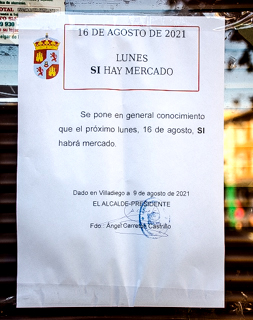 16 DE AGOSTO DE 2021
LUNES
SI HAY MERCADO
Se pone en general conocimiento
que el próximo lunes, 16 de agosto, SI
habrá mercado.
Dado en Villadiego a 9 de agosto de 2021
EL ALCALDE-PRESIDENTE
Fdo.: Ángel Carretón Castrillo